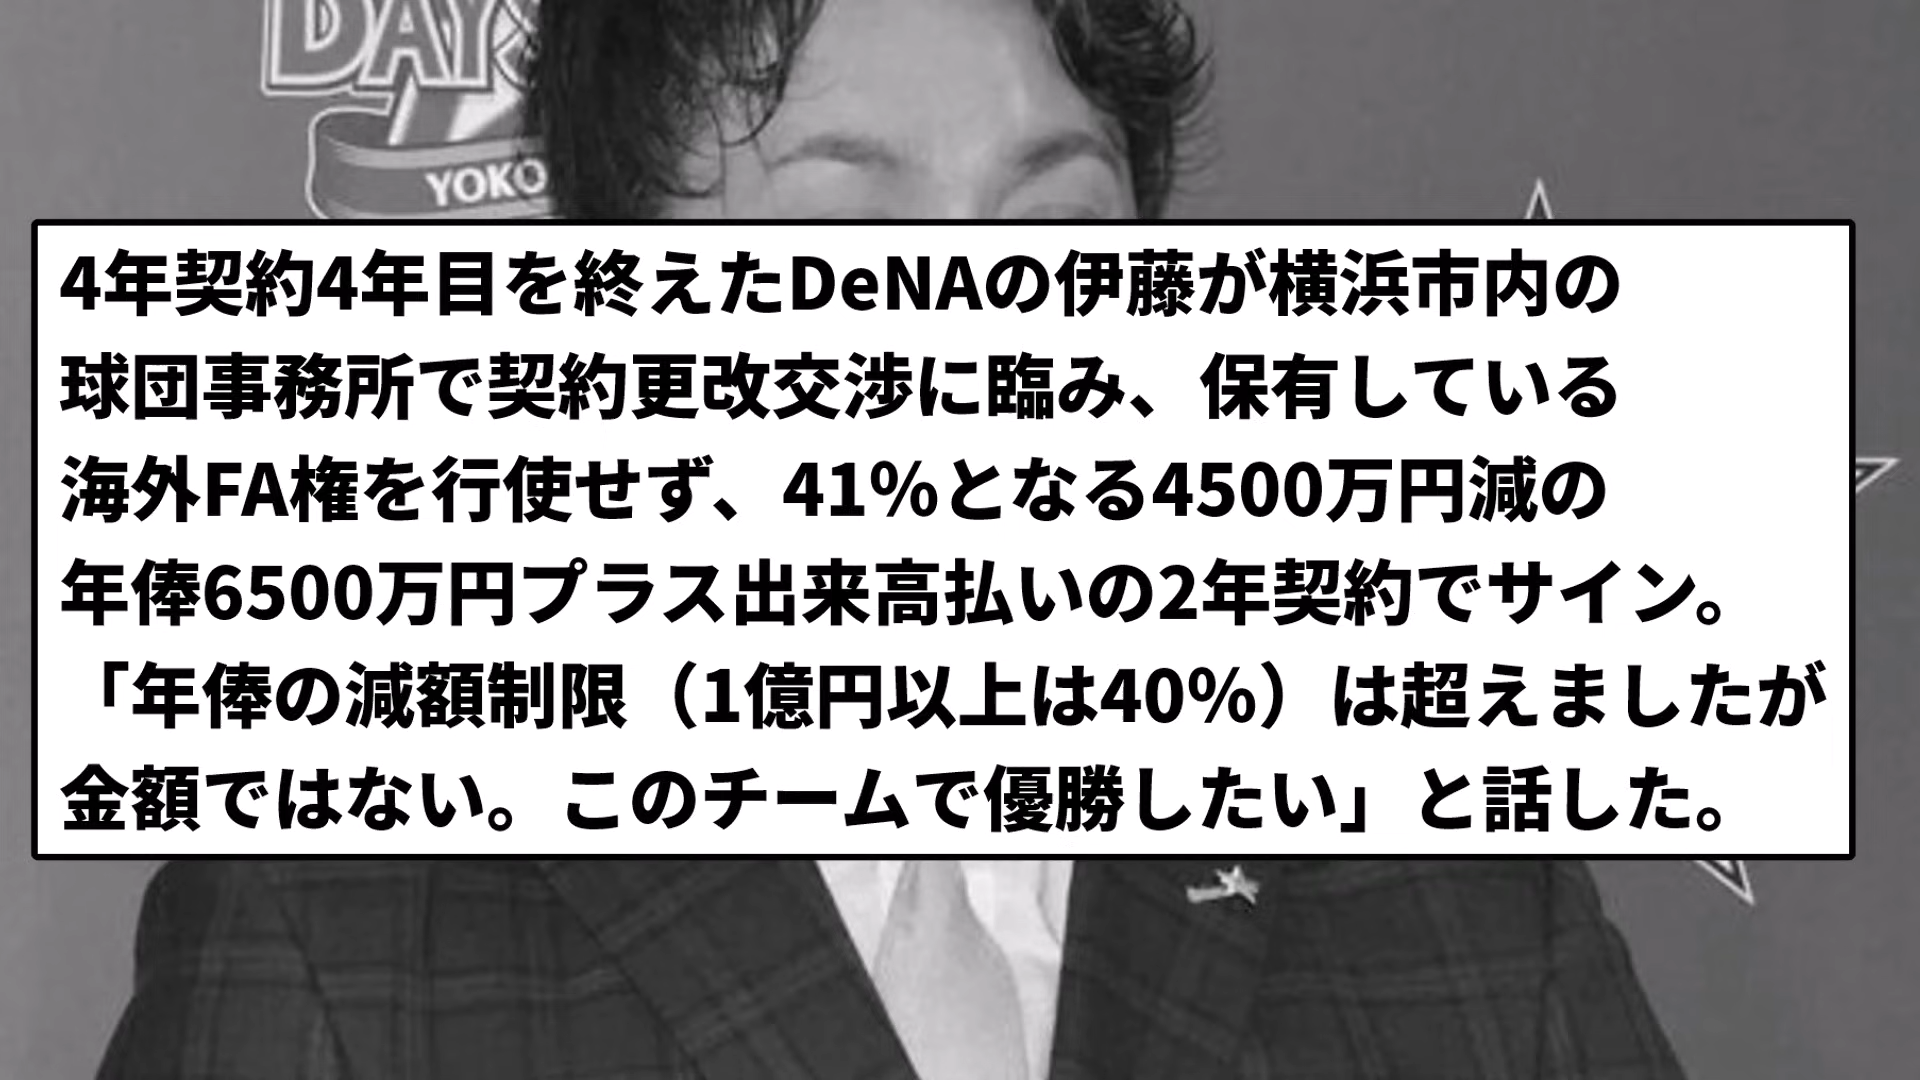 DAYS
YOKO
4年契約4年目を終えたDeNAの伊藤が横浜市内の
球団事務所で契約更改交渉に臨み、保有している
海外FA権を行使せず、41%となる4500万円減の
年俸6500万円プラス出来高払いの2年契約でサイン。
「年俸の減額制限（1億円以上は40%）は超えましたが
金額ではない。このチームで優勝したい」と話した。